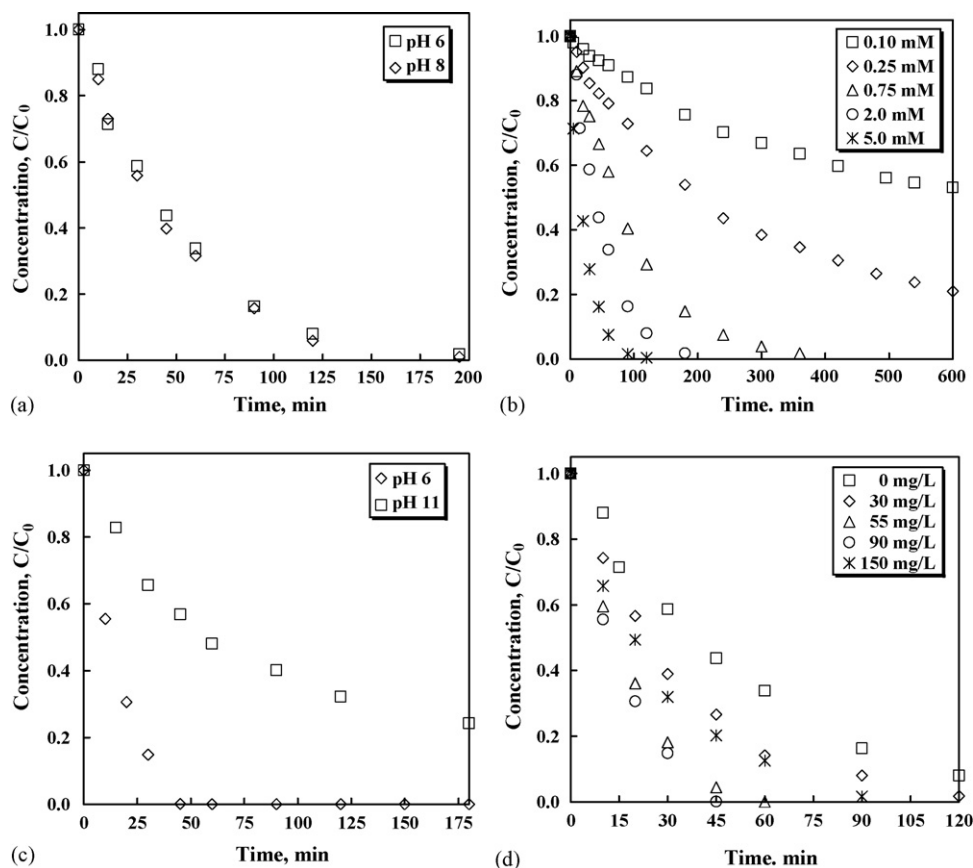 1.0
0.8
0.6
0.4
0.2
0.0
Concentratino, C/C₀
pH 6
pH 8
0 25 50 75 100 125 150 175 200
Time, min
(a)
1.0
0.8
0.6
0.4
0.2
0.0
Concentration, C/C₀
0.10 mM
0.25 mM
0.75 mM
2.0 mM
5.0 mM
0 100 200 300 400 500 600
Time. min
(b)
1.0
0.8
0.6
0.4
0.2
0.0
Concentration, C/C₀
pH 6
pH 11
0 25 50 75 100 125 150 175
Time, min
(c)
1.0
0.8
0.6
0.4
0.2
0.0
Concentration, C/C₀
0 mg/L
30 mg/L
55 mg/L
90 mg/L
150 mg/L
0 15 30 45 60 75 90 105 120
Time. min
(d)